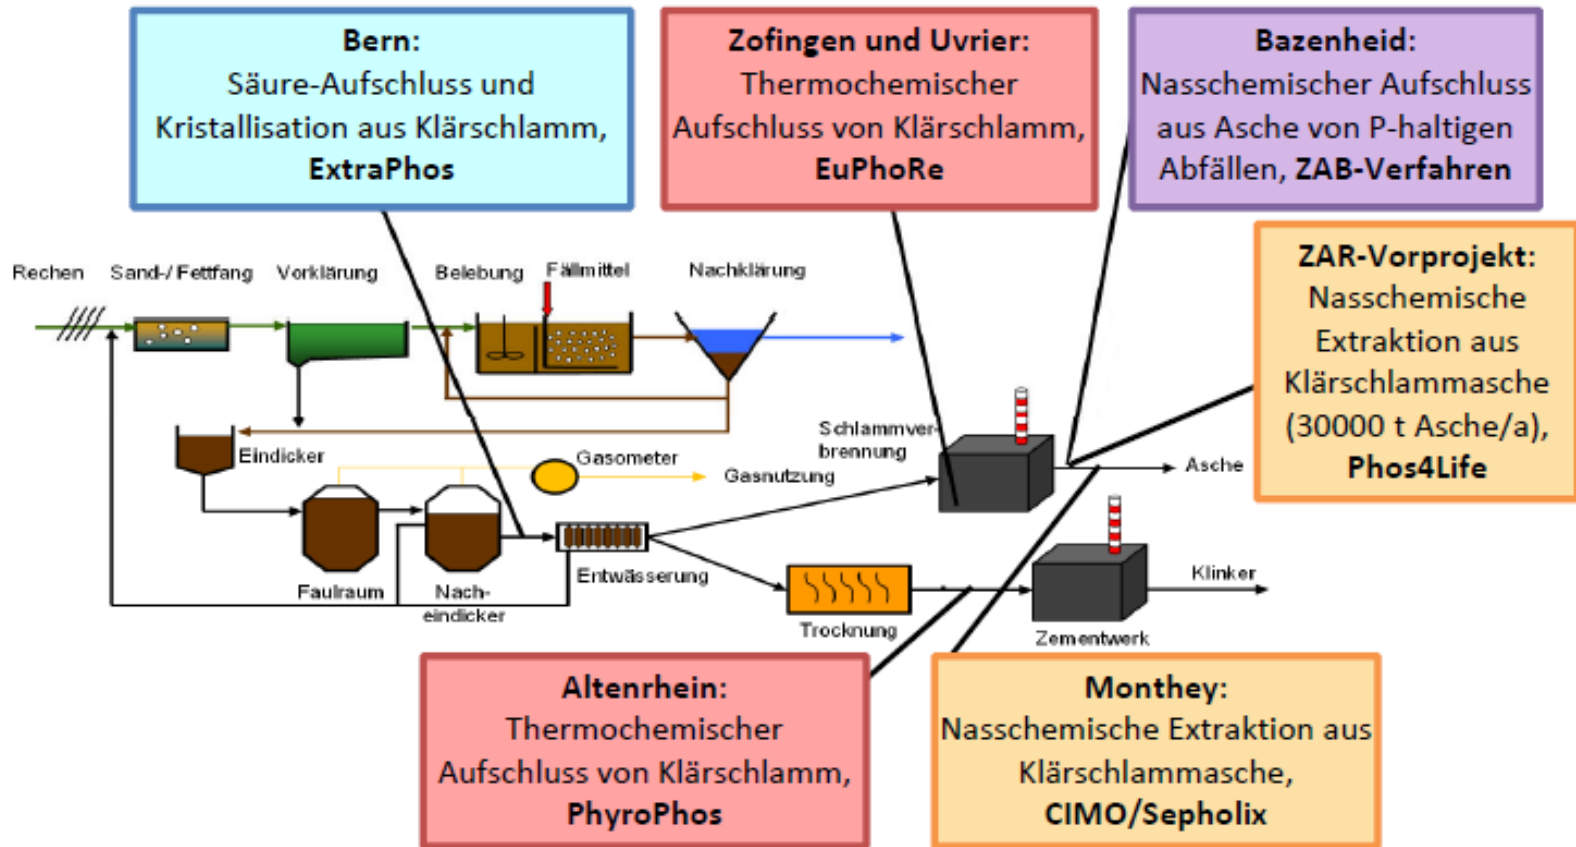 Bern:
Säure-Aufschluss und
Kristallisation aus Klärschlamm,
ExtraPhos
Zofingen und Uvrier:
Thermochemischer
Aufschluss von Klärschlamm,
EuPhoRe
Bazenheid:
Nasschemischer Aufschluss
aus Asche von P-haltigen
Abfällen, ZAB-Verfahren
ZAR-Vorprojekt:
Nasschemische
Extraktion aus
Klärschlammasche
(30000 t Asche/a),
Phos4Life
Rechen
Sand-/ Fettfang
Vorklärung
Belebung
Fällmittel
Nachklärung
Eindicker
Gasometer
Gasnutzung
Schlammver-
brennung
Asche
Faulraum
Nach-
eindicker
Entwässerung
Trocknung
Zementwerk
Klinker
Altenrhein:
Thermochemischer
Aufschluss von Klärschlamm,
PhyroPhos
Monthey:
Nasschemische Extraktion aus
Klärschlammasche,
CIMO/Sepholix